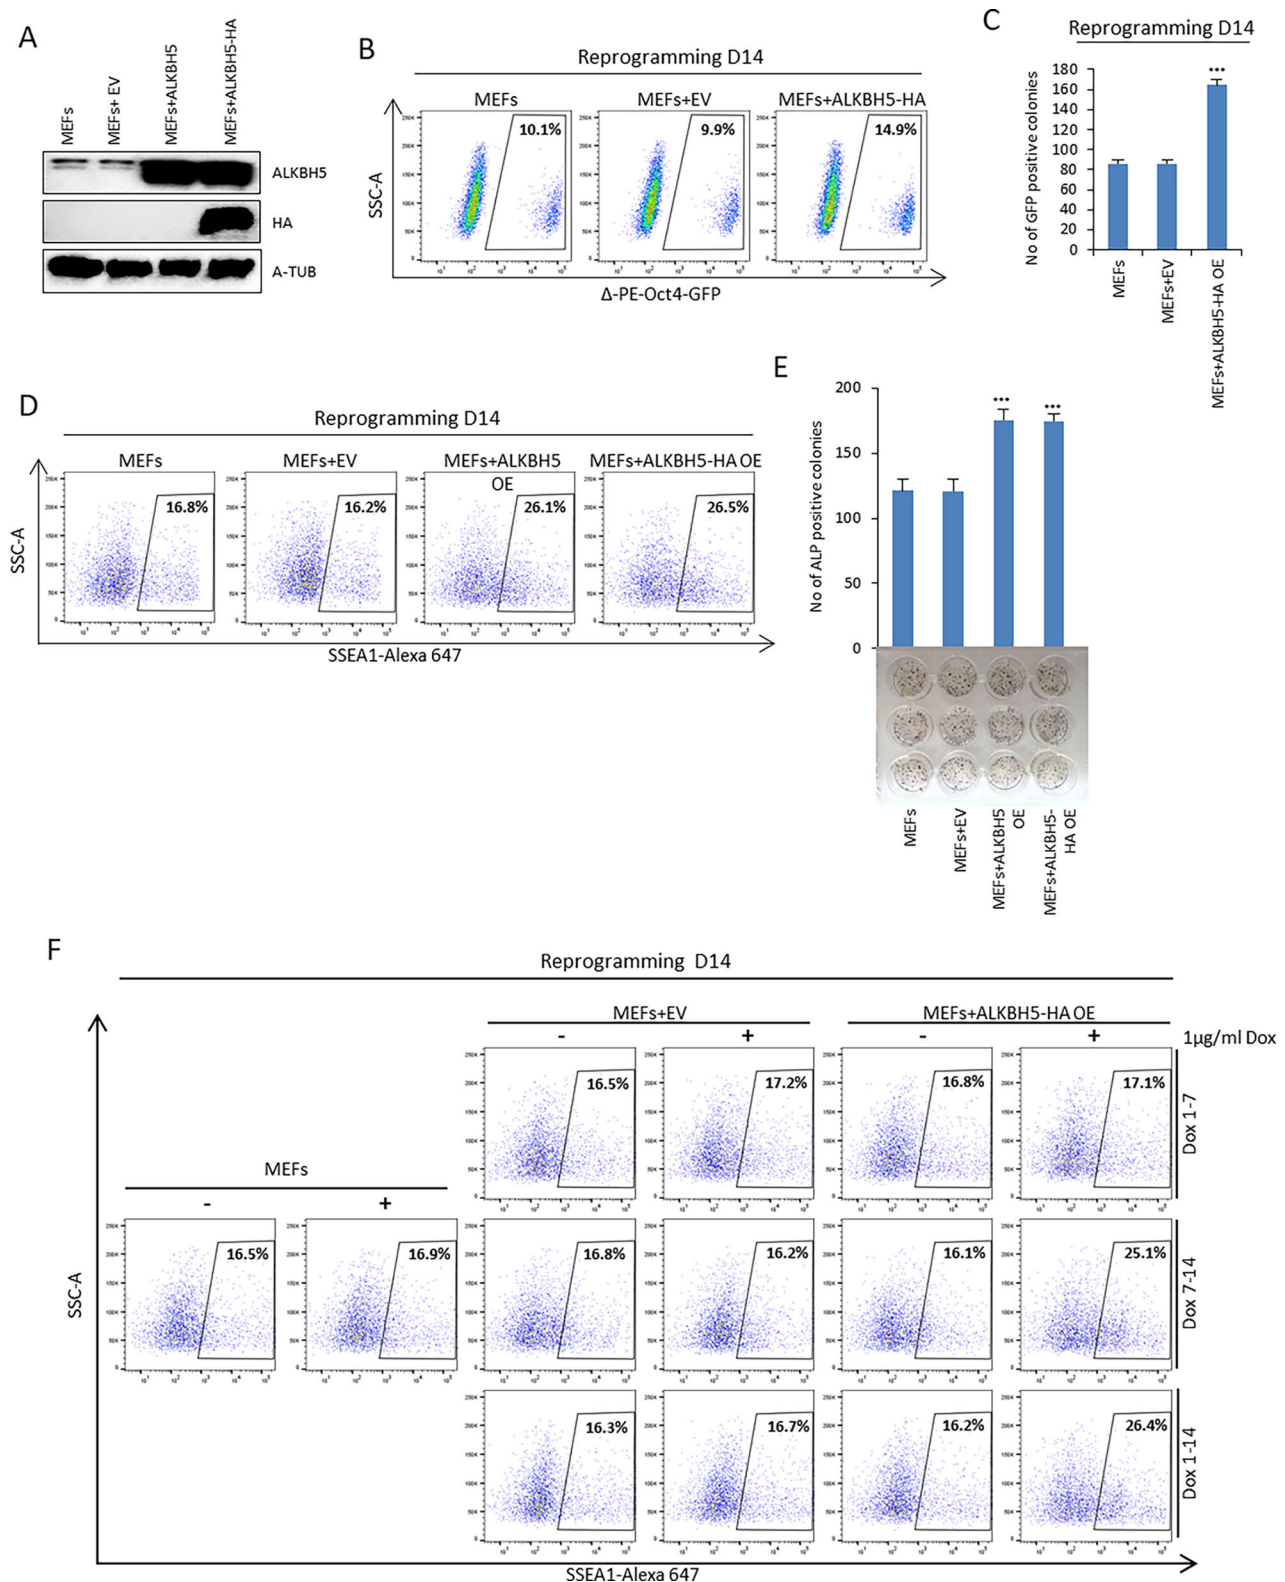 A
MEFs
MEFs+ EV
MEFs+ALKBH5
MEFs+ALKBH5-HA
ALKBH5
HA
A-TUB
B
Reprogramming D14
MEFs
MEFs+EV
MEFs+ALKBH5-HA
10.1%
9.9%
14.9%
SSC-A
Δ-PE-Oct4-GFP
C
Reprogramming D14
No of GFP positive colonies
180
160
140
120
100
80
60
40
20
0
•••
MEFs
MEFs+EV
MEFs+ALKBH5-HA OE
D
Reprogramming D14
MEFs
MEFs+EV
MEFs+ALKBH5
OE
MEFs+ALKBH5-HA OE
16.8%
16.2%
26.1%
26.5%
SSC-A
SSEA1-Alexa 647
E
No of ALP positive colonies
200
150
100
50
0
•••
•••
MEFs
MEFs+EV
MEFs+ALKBH5
OE
MEFs+ALKBH5-
HA OE
F
Reprogramming D14
MEFs+EV
MEFs+ALKBH5-HA OE
- + - + 1µg/ml Dox
16.5% 17.2% 16.8% 17.1%
Dox 1-7
MEFs
- +
16.5% 16.9% 16.8% 16.2% 16.1% 25.1%
Dox 7-14
16.3% 16.7% 16.2% 26.4%
Dox 1-14
SSC-A
SSEA1-Alexa 647